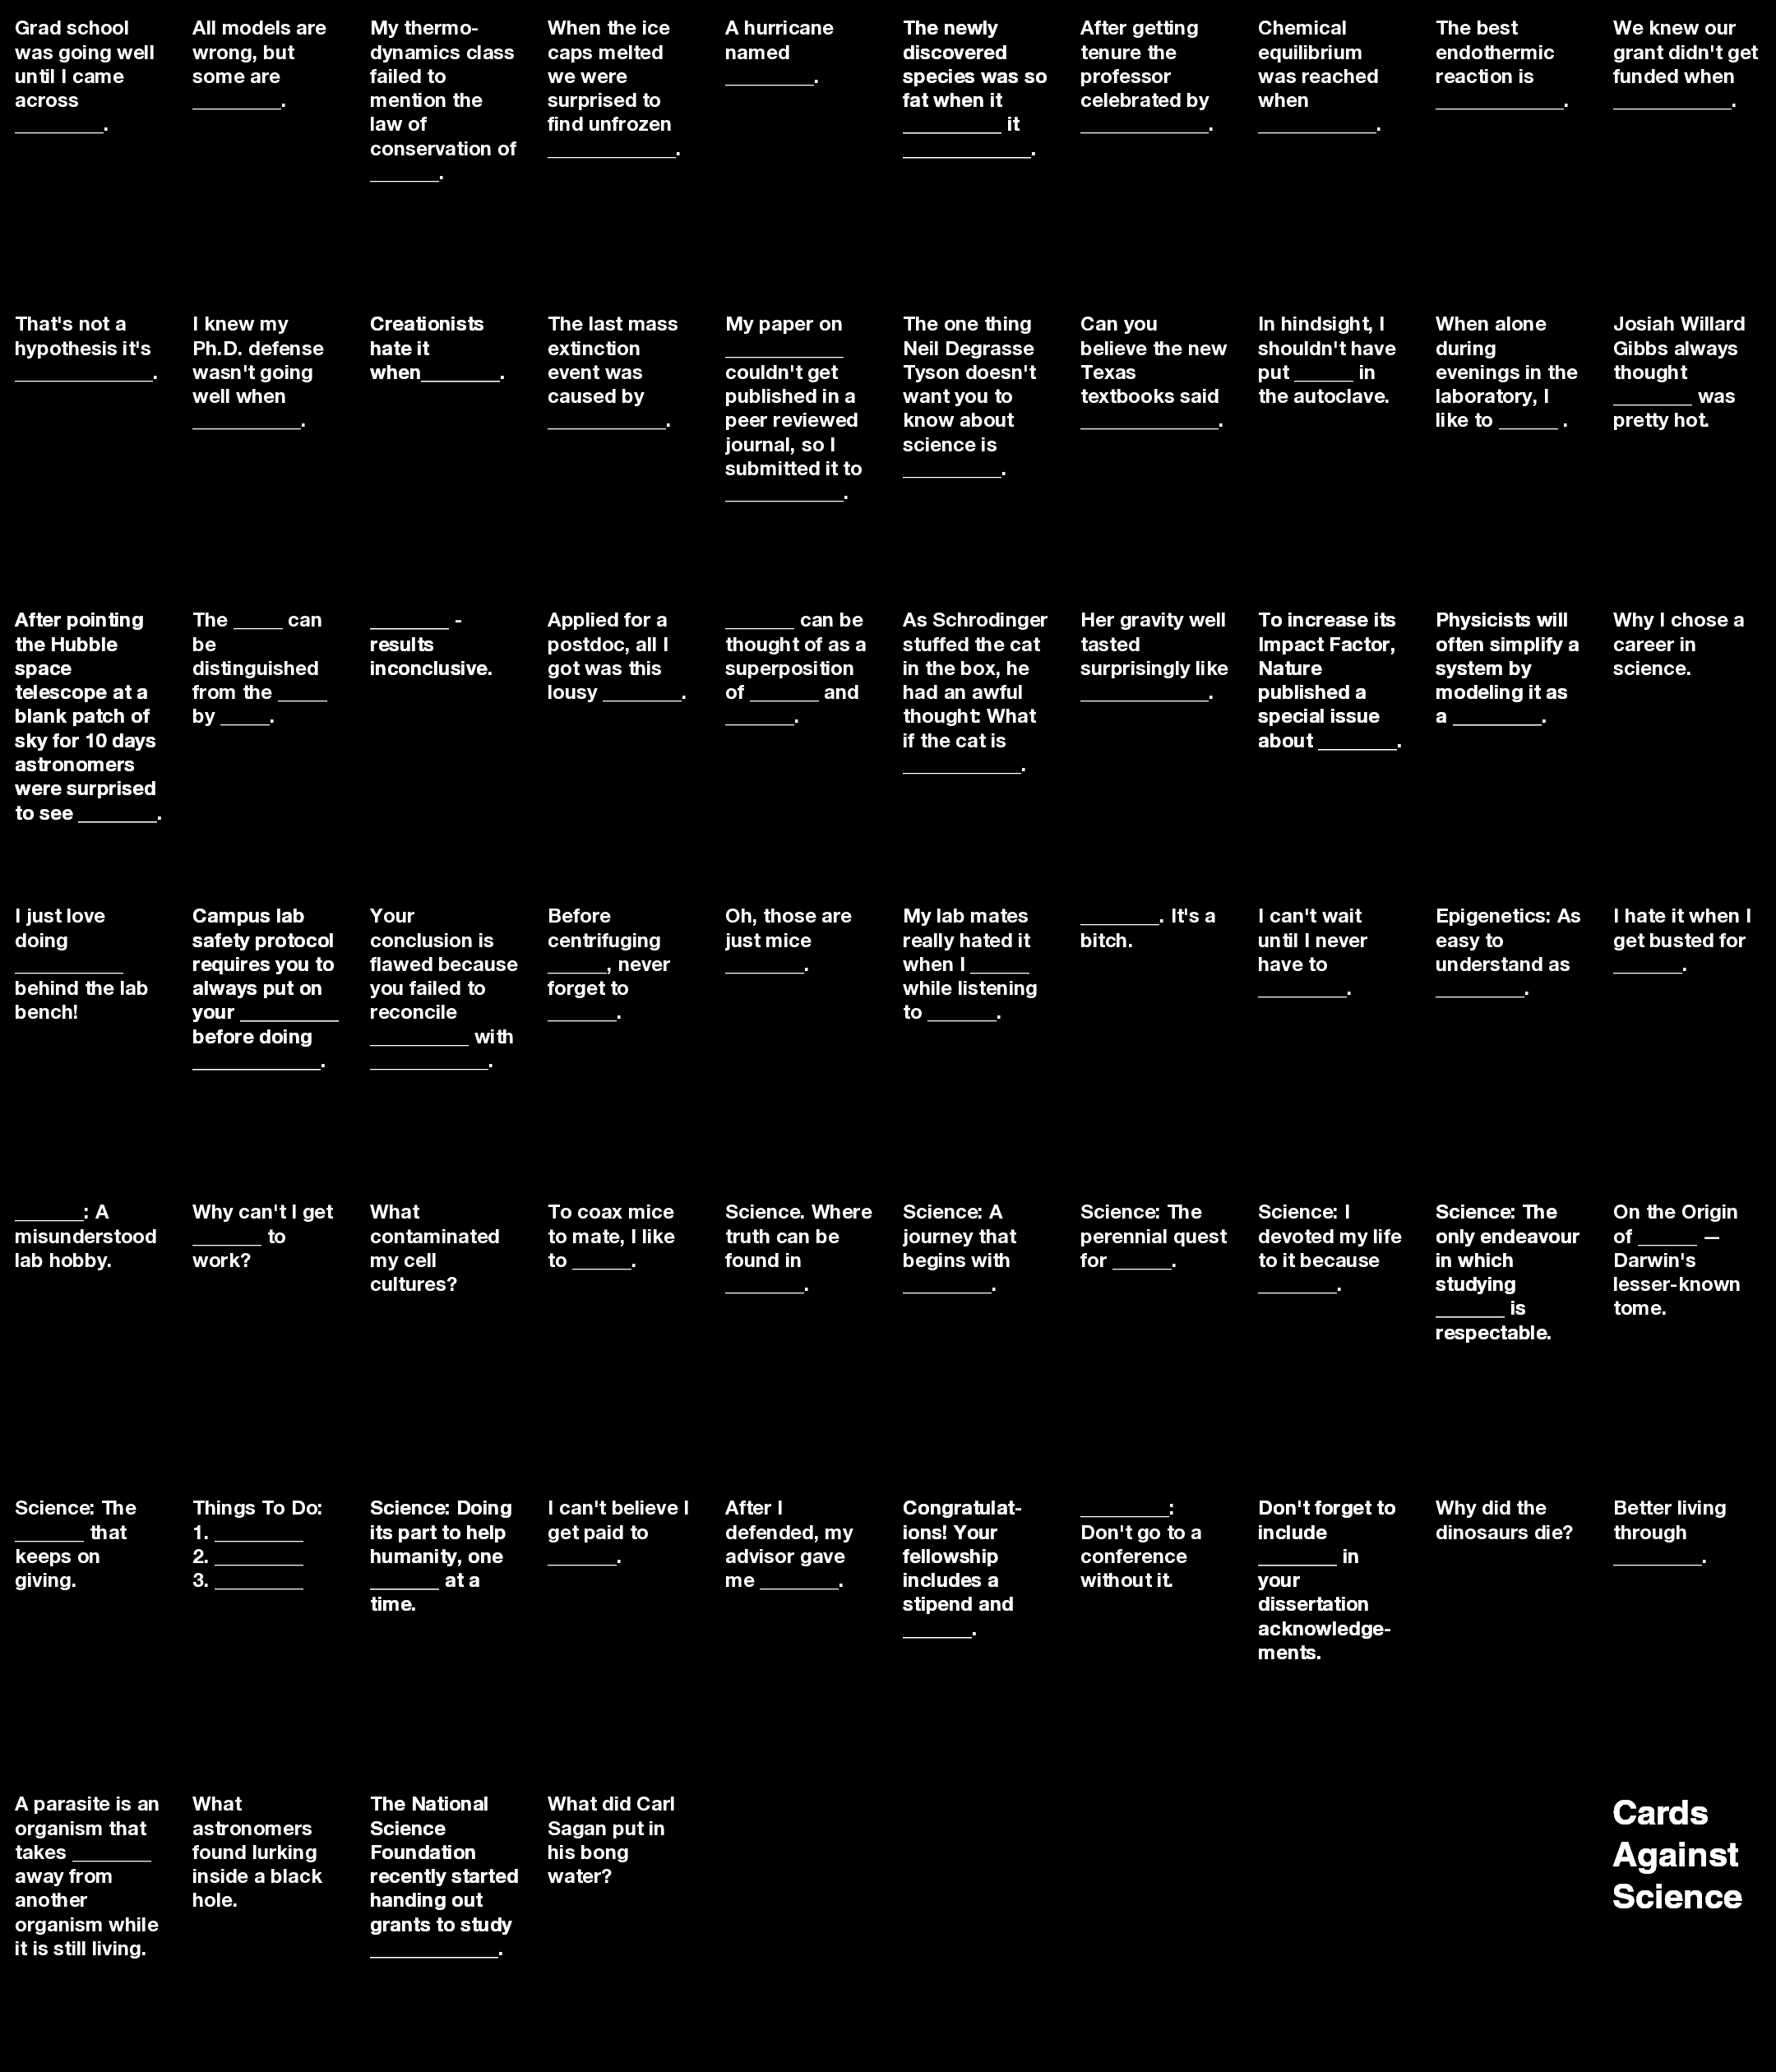 Grad school
was going well
until I came
across
_________.
All models are
wrong, but
some are
_________.
My thermo-
dynamics class
failed to
mention the
law of
conservation of
_______.
When the ice
caps melted
we were
surprised to
find unfrozen
_____________.
A hurricane
named
_________.
The newly
discovered
species was so
fat when it
__________ it
_____________.
After getting
tenure the
professor
celebrated by
_____________.
Chemical
equilibrium
was reached
when
____________.
The best
endothermic
reaction is
_____________.
We knew our
grant didn't get
funded when
____________.
That's not a
hypothesis it's
______________.
I knew my
Ph.D. defense
wasn't going
well when
___________.
Creationists
hate it
when________.
The last mass
extinction
event was
caused by
____________.
My paper on
____________
couldn't get
published in a
peer reviewed
journal, so I
submitted it to
____________.
The one thing
Neil Degrasse
Tyson doesn't
want you to
know about
science is
__________.
Can you
believe the new
Texas
textbooks said
______________.
In hindsight, I
shouldn't have
put ______ in
the autoclave.
When alone
during
evenings in the
laboratory, I
like to ______ .
Josiah Willard
Gibbs always
thought
________ was
pretty hot.
After pointing
the Hubble
space
telescope at a
blank patch of
sky for 10 days
astronomers
were surprised
to see ________.
The _____ can
be
distinguished
from the _____
by _____.
________ -
results
inconclusive.
Applied for a
postdoc, all I
got was this
lousy ________.
_______ can be
thought of as a
superposition
of _______ and
_______.
As Schrodinger
stuffed the cat
in the box, he
had an awful
thought: What
if the cat is
____________.
Her gravity well
tasted
surprisingly like
_____________.
To increase its
Impact Factor,
Nature
published a
special issue
about ________.
Physicists will
often simplify a
system by
modeling it as
a _________.
Why I chose a
career in
science.
I just love
doing
___________
behind the lab
bench!
Campus lab
safety protocol
requires you to
always put on
your __________
before doing
_____________.
Your
conclusion is
flawed because
you failed to
reconcile
__________ with
____________.
Before
centrifuging
______, never
forget to
_______.
Oh, those are
just mice
________.
My lab mates
really hated it
when I ______
while listening
to _______.
________. It's a
bitch.
I can't wait
until I never
have to
_________.
Epigenetics: As
easy to
understand as
_________.
I hate it when I
get busted for
_______.
_______: A
misunderstood
lab hobby.
Why can't I get
_______ to
work?
What
contaminated
my cell
cultures?
To coax mice
to mate, I like
to ______.
Science. Where
truth can be
found in
________.
Science: A
journey that
begins with
_________.
Science: The
perennial quest
for ______.
Science: I
devoted my life
to it because
________.
Science: The
only endeavour
in which
studying
_______ is
respectable.
On the Origin
of ______ —
Darwin's
lesser-known
tome.
Science: The
_______ that
keeps on
giving.
Things To Do:
1. _________
2. _________
3. _________
Science: Doing
its part to help
humanity, one
_______ at a
time.
I can't believe I
get paid to
_______.
After I
defended, my
advisor gave
me ________.
Congratulat-
ions! Your
fellowship
includes a
stipend and
_______.
_________:
Don't go to a
conference
without it.
Don't forget to
include
________ in
your
dissertation
acknowledge-
ments.
Why did the
dinosaurs die?
Better living
through
_________.
A parasite is an
organism that
takes ________
away from
another
organism while
it is still living.
What
astronomers
found lurking
inside a black
hole.
The National
Science
Foundation
recently started
handing out
grants to study
_____________.
What did Carl
Sagan put in
his bong
water?
Cards
Against
Science